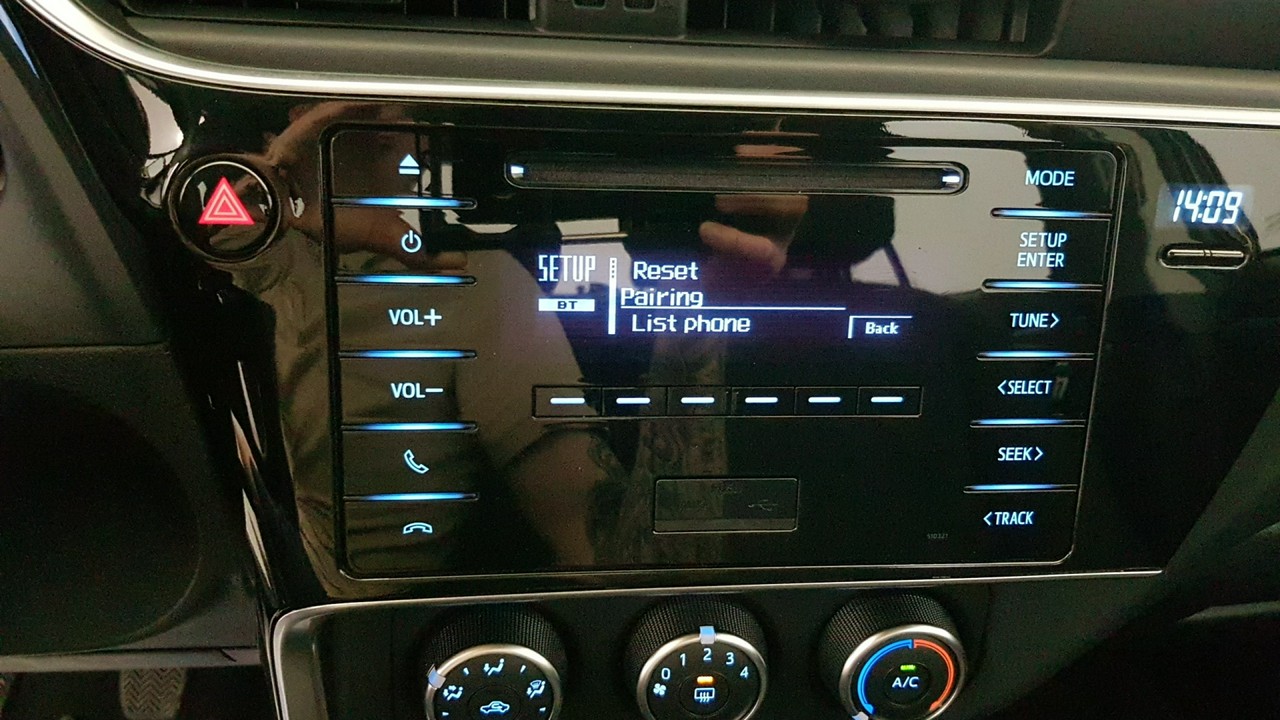 MODE
14:09
SETUP
ENTER
SETUP
BT
Reset
Pairing
List phone
Back
VOL+
VOL−
TUNE>
<SELECT
SEEK>
<TRACK
510321
0 1 2 3 4
A/C